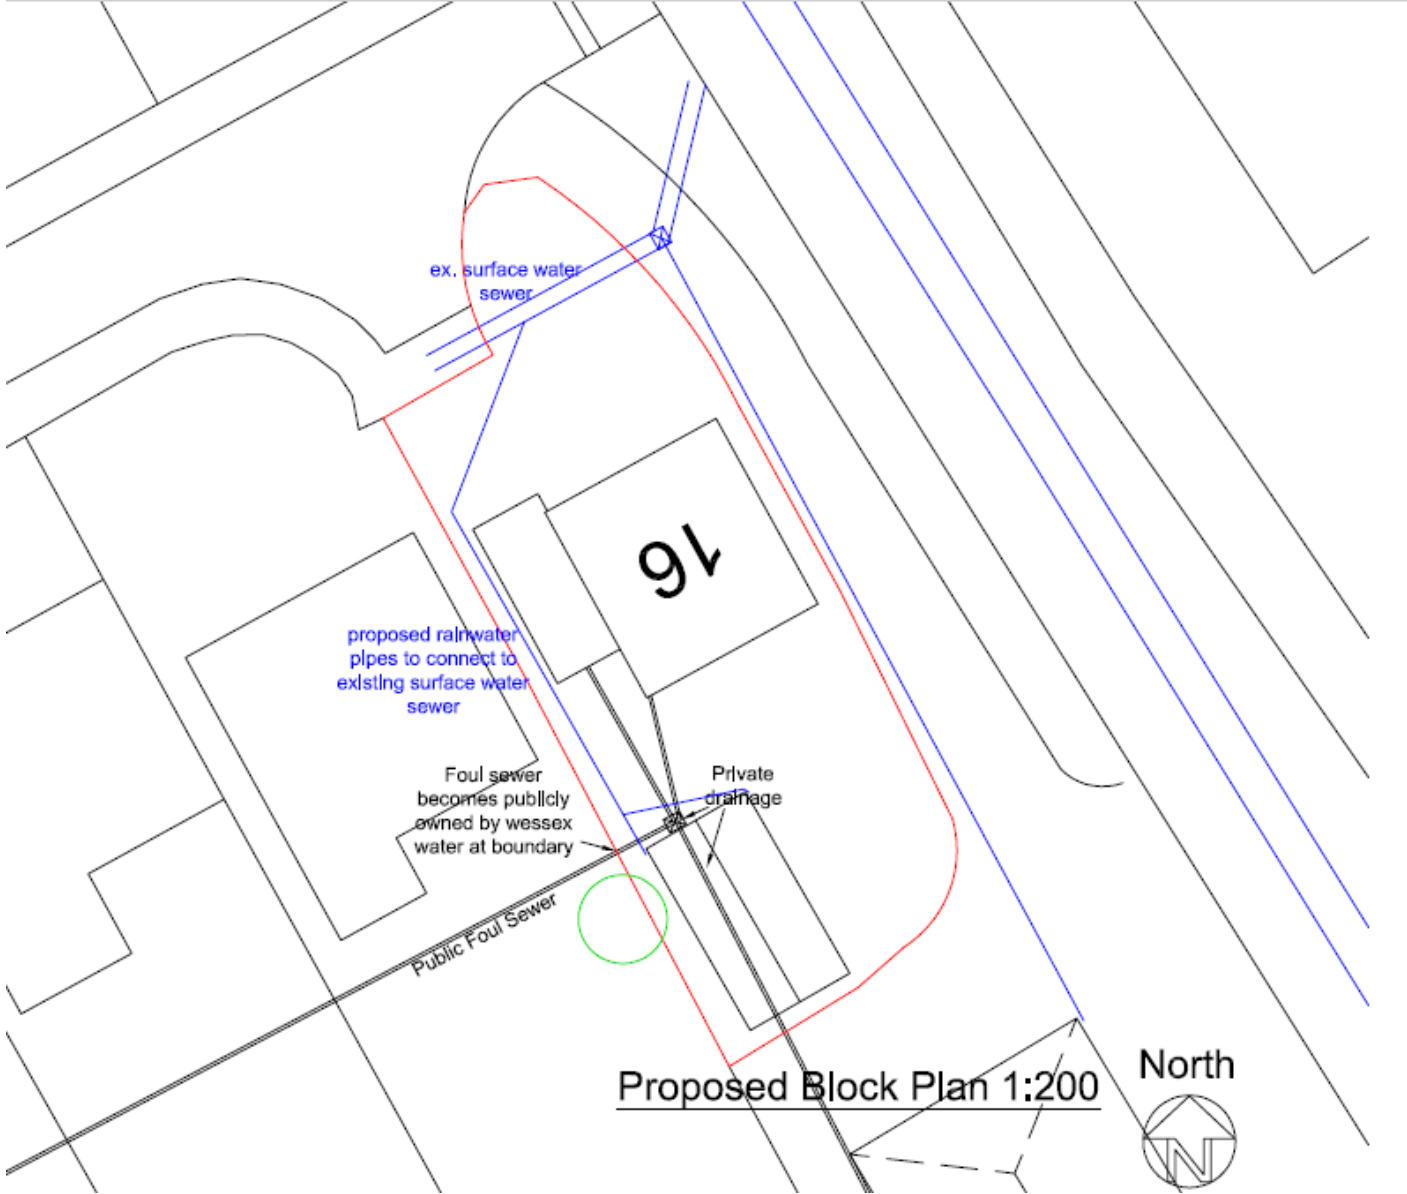 ex. surface water
sewer
16
proposed rainwater
pipes to connect to
existing surface water
sewer
Foul sewer
becomes publicly
owned by wessex
water at boundary
Private
drainage
Public Foul Sewer
Proposed Block Plan 1:200
North
N